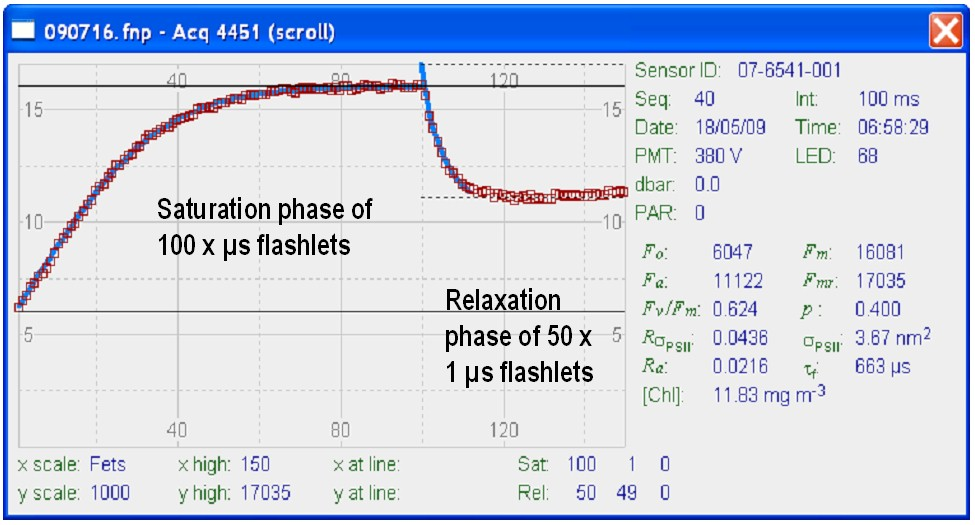 090716.fnp - Acq 4451 (scroll)
40 120
15 15
10 10
5 5
40 80 120
Saturation phase of
100 x µs flashlets
Relaxation
phase of 50 x
1 µs flashlets
Sensor ID: 07-6541-001
Seq: 40 Int: 100 ms
Date: 18/05/09 Time: 06:58:29
PMT: 380 V LED: 68
dbar: 0.0
PAR: 0
Fo: 6047 Fm: 16081
Fa: 11122 Fmr: 17035
Fv/Fm: 0.624 p: 0.400
RσPSII: 0.0436 σPSII: 3.67 nm²
Ra: 0.0216 τf: 663 µs
[Chl]: 11.83 mg m⁻³
x scale: Fets x high: 150 x at line: Sat: 100 1 0
y scale: 1000 y high: 17035 y at line: Rel: 50 49 0